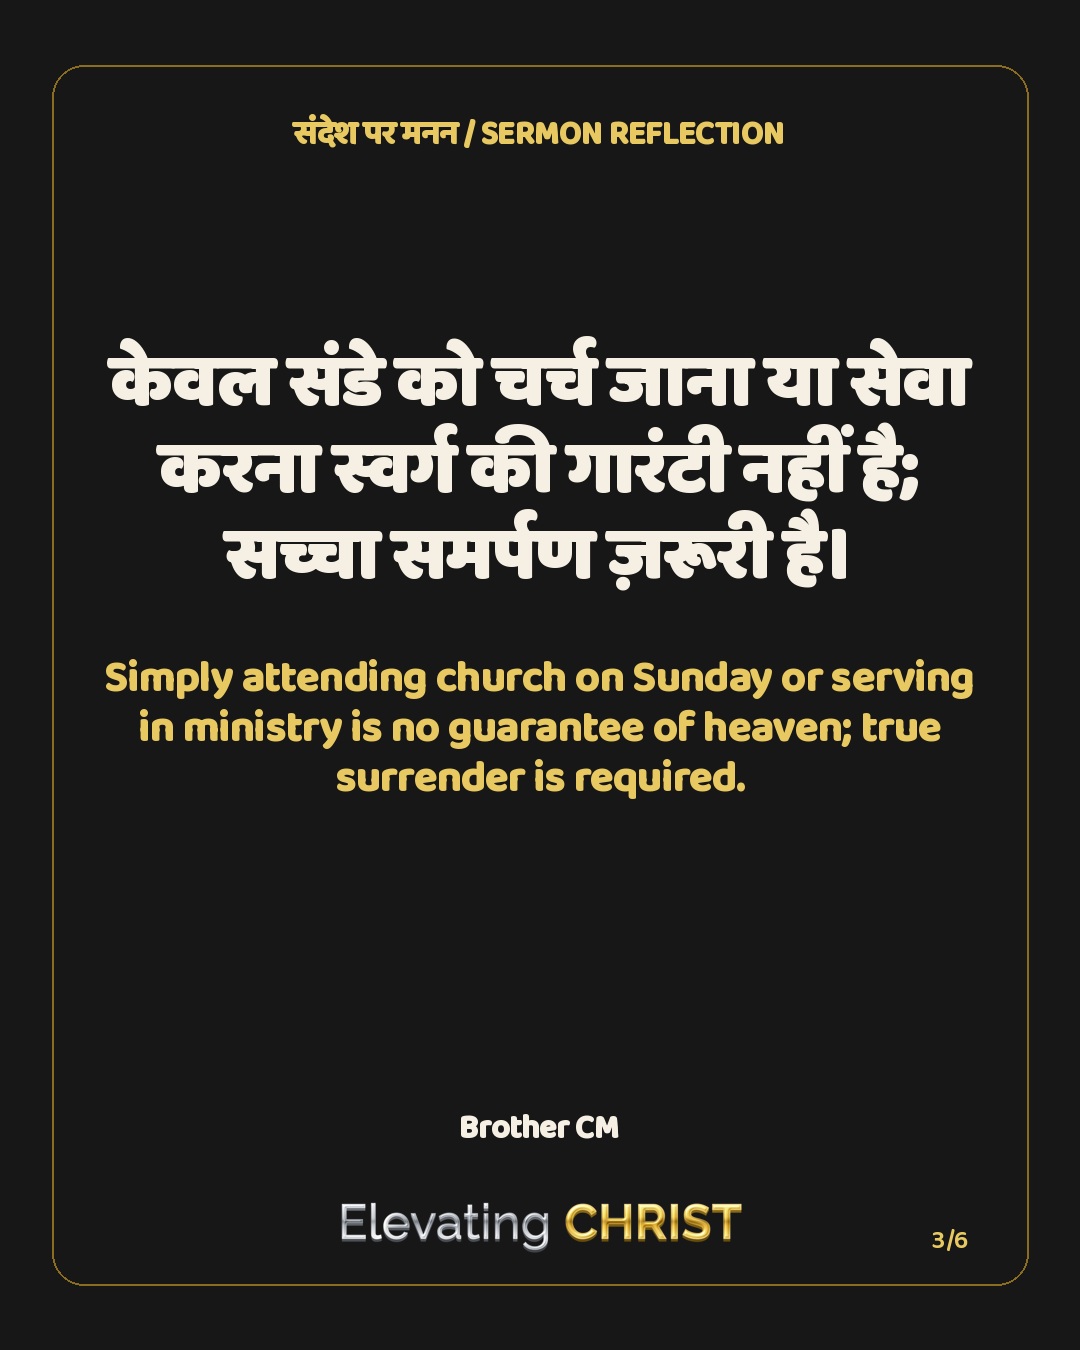 संदेश पर मनन / SERMON REFLECTION
केवल संडे को चर्च जाना या सेवा
करना स्वर्ग की गारंटी नहीं है;
सच्चा समर्पण ज़रूरी है।
Simply attending church on Sunday or serving
in ministry is no guarantee of heaven; true
surrender is required.
Brother CM
Elevating CHRIST
3/6